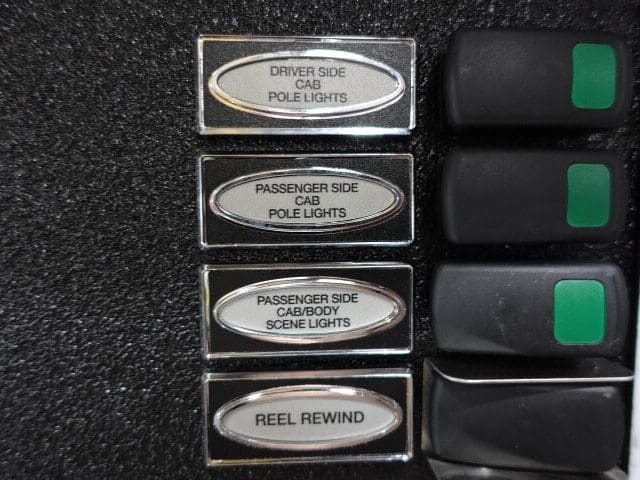 DRIVER SIDE
CAB
POLE LIGHTS
PASSENGER SIDE
CAB
POLE LIGHTS
PASSENGER SIDE
CAB/BODY
SCENE LIGHTS
REEL REWIND